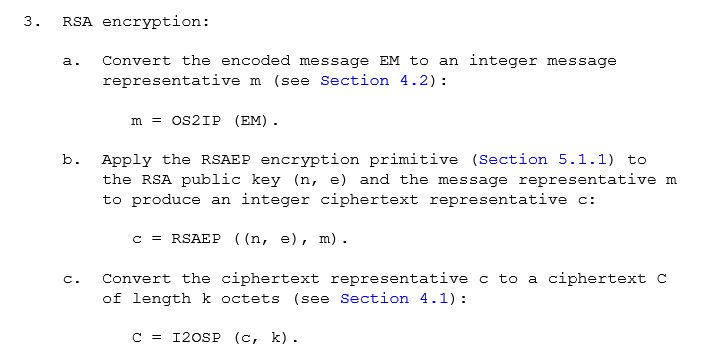 3. RSA encryption:
a. Convert the encoded message EM to an integer message
representative m (see Section 4.2):
m = OS2IP (EM).
b. Apply the RSAEP encryption primitive (Section 5.1.1) to
the RSA public key (n, e) and the message representative m
to produce an integer ciphertext representative c:
c = RSAEP ((n, e), m).
c. Convert the ciphertext representative c to a ciphertext C
of length k octets (see Section 4.1):
C = I2OSP (c, k).